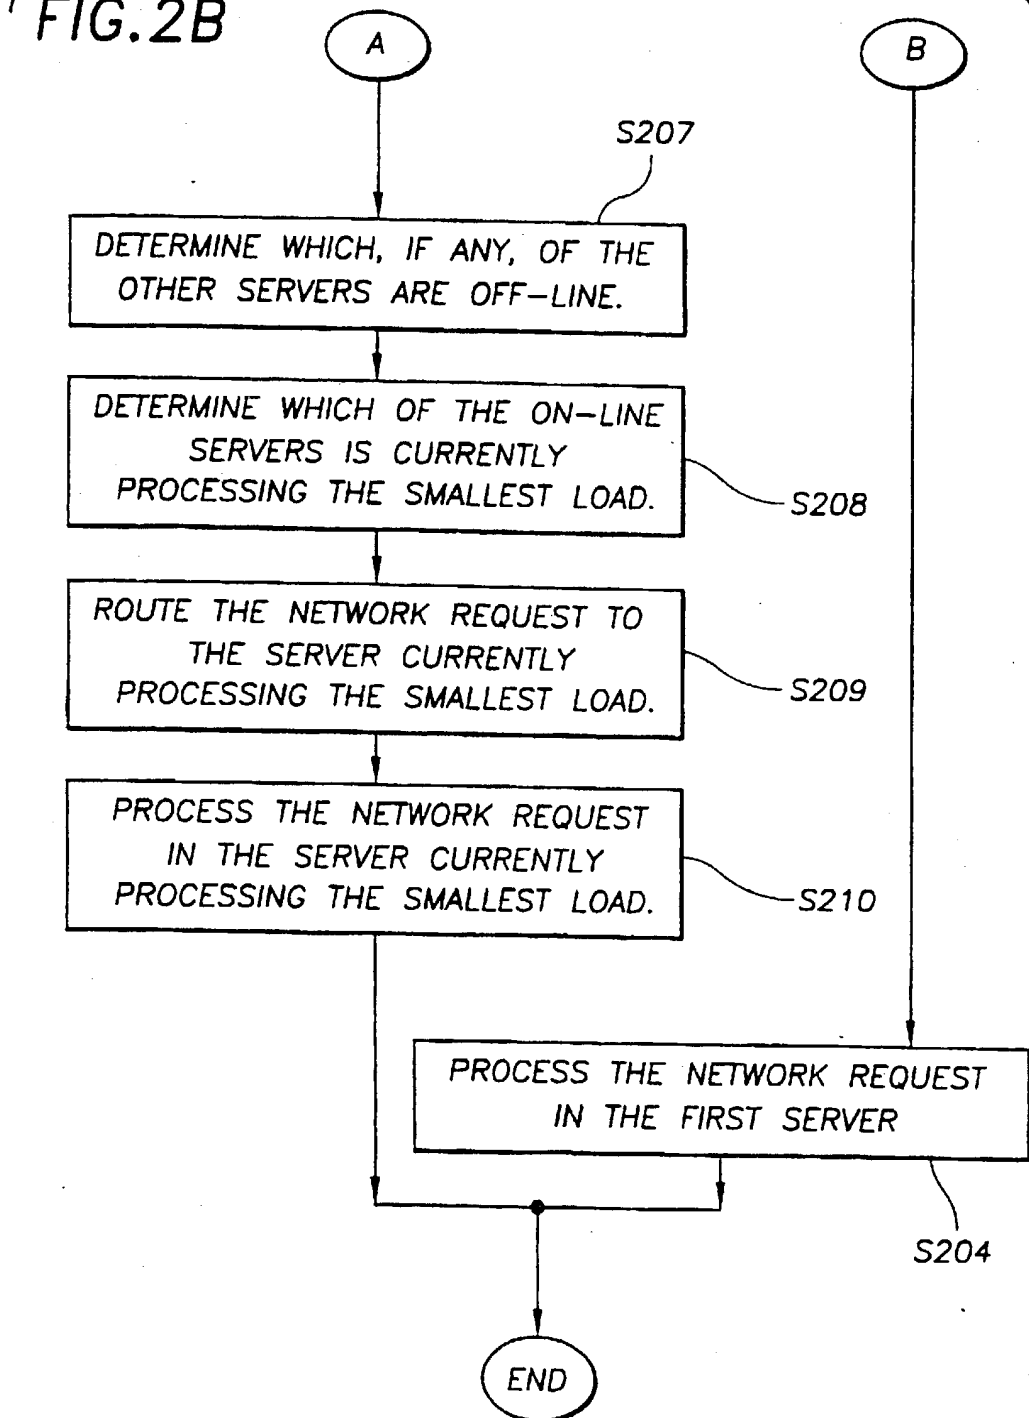 FIG.2B
A
B
S207
DETERMINE WHICH, IF ANY, OF THE
OTHER SERVERS ARE OFF-LINE.
DETERMINE WHICH OF THE ON-LINE
SERVERS IS CURRENTLY
PROCESSING THE SMALLEST LOAD.
S208
ROUTE THE NETWORK REQUEST TO
THE SERVER CURRENTLY
PROCESSING THE SMALLEST LOAD.
S209
PROCESS THE NETWORK REQUEST
IN THE SERVER CURRENTLY
PROCESSING THE SMALLEST LOAD.
S210
PROCESS THE NETWORK REQUEST
IN THE FIRST SERVER
S204
END